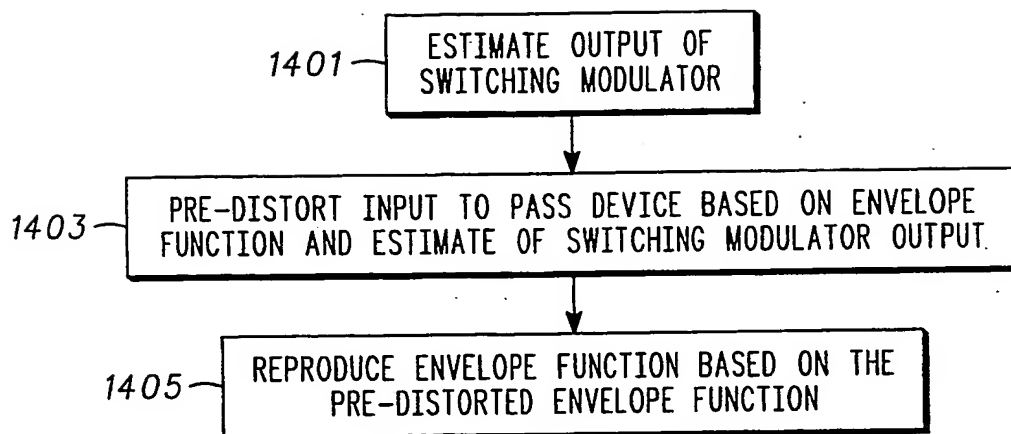 1401
ESTIMATE OUTPUT OF
SWITCHING MODULATOR
1403
PRE-DISTORT INPUT TO PASS DEVICE BASED ON ENVELOPE
FUNCTION AND ESTIMATE OF SWITCHING MODULATOR OUTPUT.
1405
REPRODUCE ENVELOPE FUNCTION BASED ON THE
PRE-DISTORTED ENVELOPE FUNCTION